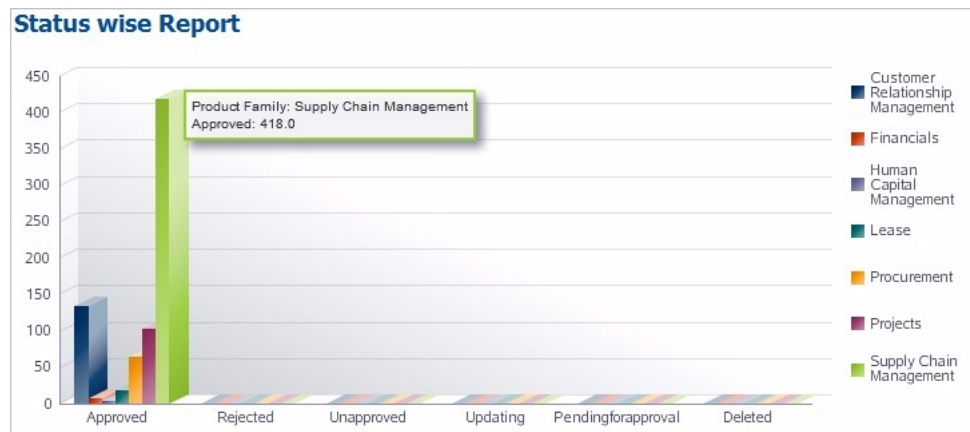 Status wise Report
450
400
350
300
250
200
150
100
50
0
Product Family: Supply Chain Management
Approved: 418.0
Approved
Rejected
Unapproved
Updating
Pendingforapproval
Deleted
Customer
Relationship
Management
Financials
Human
Capital
Management
Lease
Procurement
Projects
Supply Chain
Management